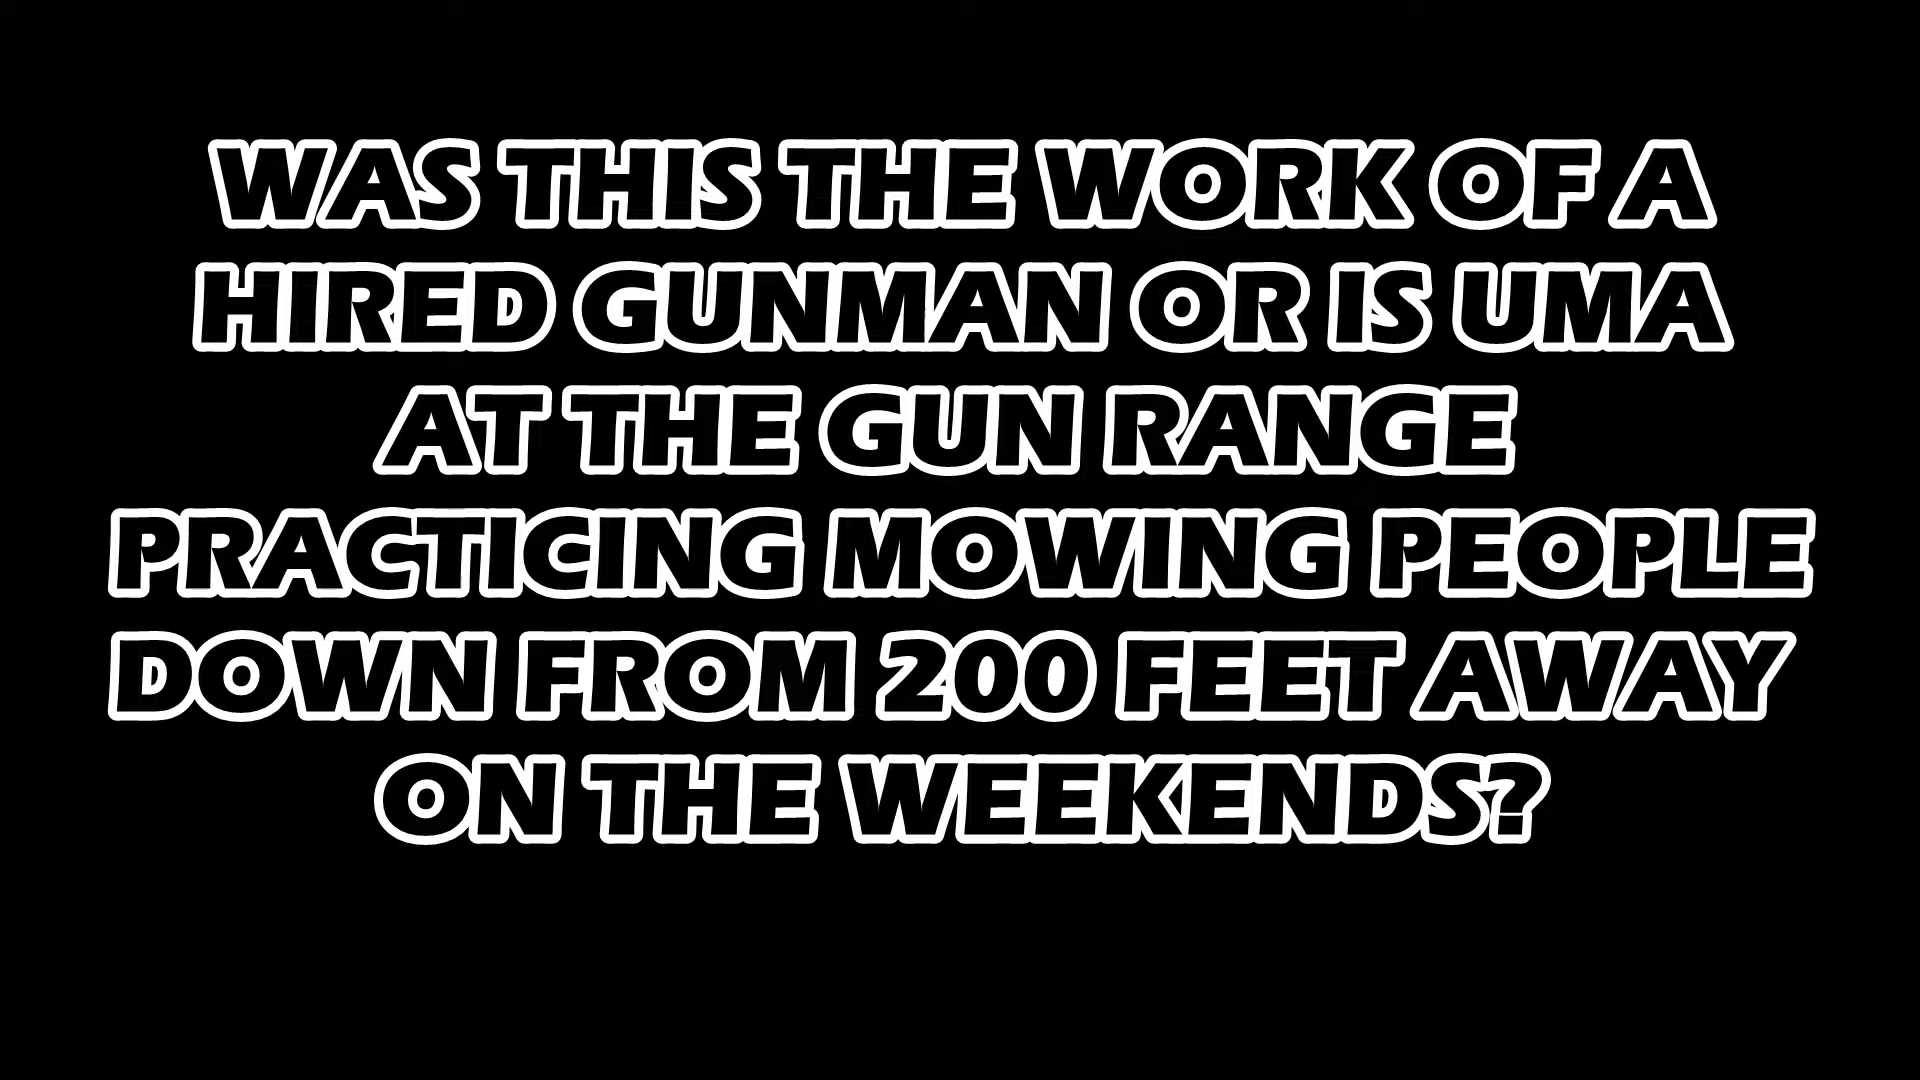 WAS THIS THE WORK OF A
HIRED GUNMAN OR IS UMA
AT THE GUN RANGE
PRACTICING MOWING PEOPLE
DOWN FROM 200 FEET AWAY
ON THE WEEKENDS?